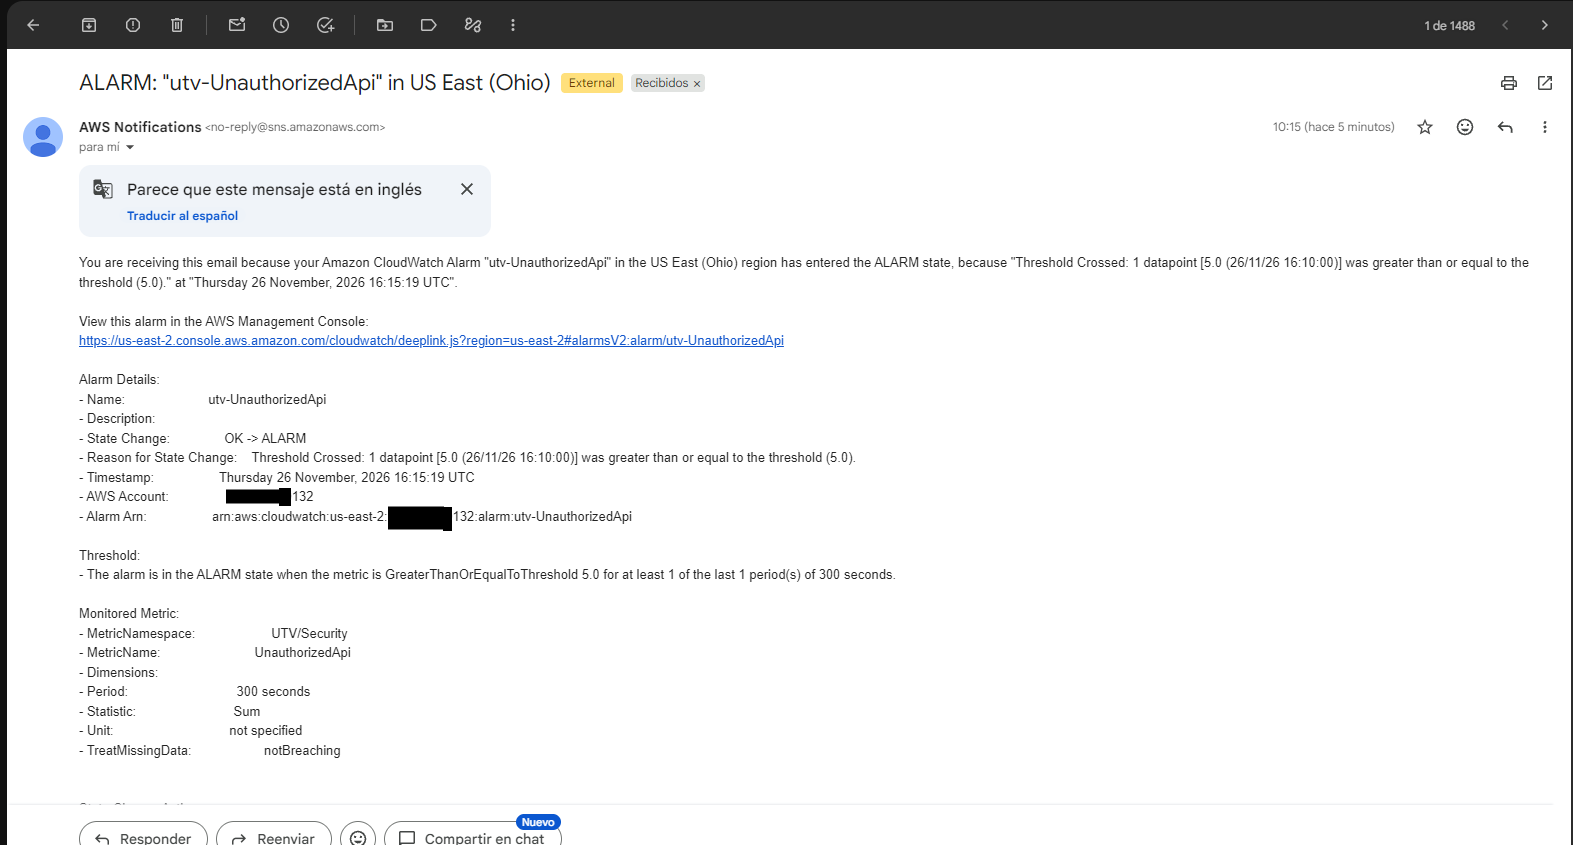 1 de 1488
ALARM: "utv-UnauthorizedApi" in US East (Ohio) External Recibidos ×
AWS Notifications <no-reply@sns.amazonaws.com> 10:15 (hace 5 minutos)
para mí
Parece que este mensaje está en inglés
Traducir al español
You are receiving this email because your Amazon CloudWatch Alarm "utv-UnauthorizedApi" in the US East (Ohio) region has entered the ALARM state, because "Threshold Crossed: 1 datapoint [5.0 (26/11/26 16:10:00)] was greater than or equal to the
threshold (5.0)." at "Thursday 26 November, 2026 16:15:19 UTC".
View this alarm in the AWS Management Console:
https://us-east-2.console.aws.amazon.com/cloudwatch/deeplink.js?region=us-east-2#alarmsV2:alarm/utv-UnauthorizedApi
Alarm Details:
- Name: utv-UnauthorizedApi
- Description:
- State Change: OK -> ALARM
- Reason for State Change: Threshold Crossed: 1 datapoint [5.0 (26/11/26 16:10:00)] was greater than or equal to the threshold (5.0).
- Timestamp: Thursday 26 November, 2026 16:15:19 UTC
- AWS Account: 132
- Alarm Arn: arn:aws:cloudwatch:us-east-2: 132:alarm:utv-UnauthorizedApi
Threshold:
- The alarm is in the ALARM state when the metric is GreaterThanOrEqualToThreshold 5.0 for at least 1 of the last 1 period(s) of 300 seconds.
Monitored Metric:
- MetricNamespace: UTV/Security
- MetricName: UnauthorizedApi
- Dimensions:
- Period: 300 seconds
- Statistic: Sum
- Unit: not specified
- TreatMissingData: notBreaching
Nuevo
Responder Reenviar Compartir en chat